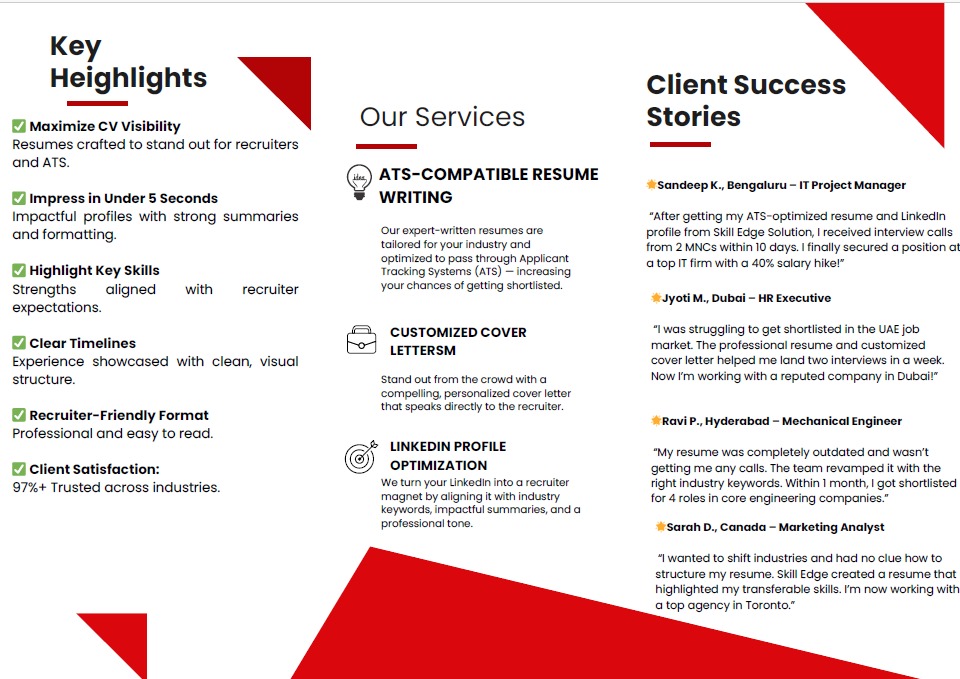 Key
Heighlights
✅ Maximize CV Visibility
Resumes crafted to stand out for recruiters
and ATS.
✅ Impress in Under 5 Seconds
Impactful profiles with strong summaries
and formatting.
✅ Highlight Key Skills
Strengths aligned with recruiter
expectations.
✅ Clear Timelines
Experience showcased with clean, visual
structure.
✅ Recruiter-Friendly Format
Professional and easy to read.
✅ Client Satisfaction:
97%+ Trusted across industries.
Our Services
idea
ATS-COMPATIBLE RESUME
WRITING
Our expert-written resumes are
tailored for your industry and
optimized to pass through Applicant
Tracking Systems (ATS) — increasing
your chances of getting shortlisted.
CUSTOMIZED COVER
LETTERSM
Stand out from the crowd with a
compelling, personalized cover letter
that speaks directly to the recruiter.
LINKEDIN PROFILE
OPTIMIZATION
We turn your LinkedIn into a recruiter
magnet by aligning it with industry
keywords, impactful summaries, and a
professional tone.
Client Success
Stories
🌟Sandeep K., Bengaluru – IT Project Manager
“After getting my ATS-optimized resume and LinkedIn
profile from Skill Edge Solution, I received interview calls
from 2 MNCs within 10 days. I finally secured a position at
a top IT firm with a 40% salary hike!”
🌟Jyoti M., Dubai – HR Executive
“I was struggling to get shortlisted in the UAE job
market. The professional resume and customized
cover letter helped me land two interviews in a week.
Now I’m working with a reputed company in Dubai!”
🌟Ravi P., Hyderabad – Mechanical Engineer
“My resume was completely outdated and wasn’t
getting me any calls. The team revamped it with the
right industry keywords. Within 1 month, I got shortlisted
for 4 roles in core engineering companies.”
🌟Sarah D., Canada – Marketing Analyst
“I wanted to shift industries and had no clue how to
structure my resume. Skill Edge created a resume that
highlighted my transferable skills. I’m now working with
a top agency in Toronto.”